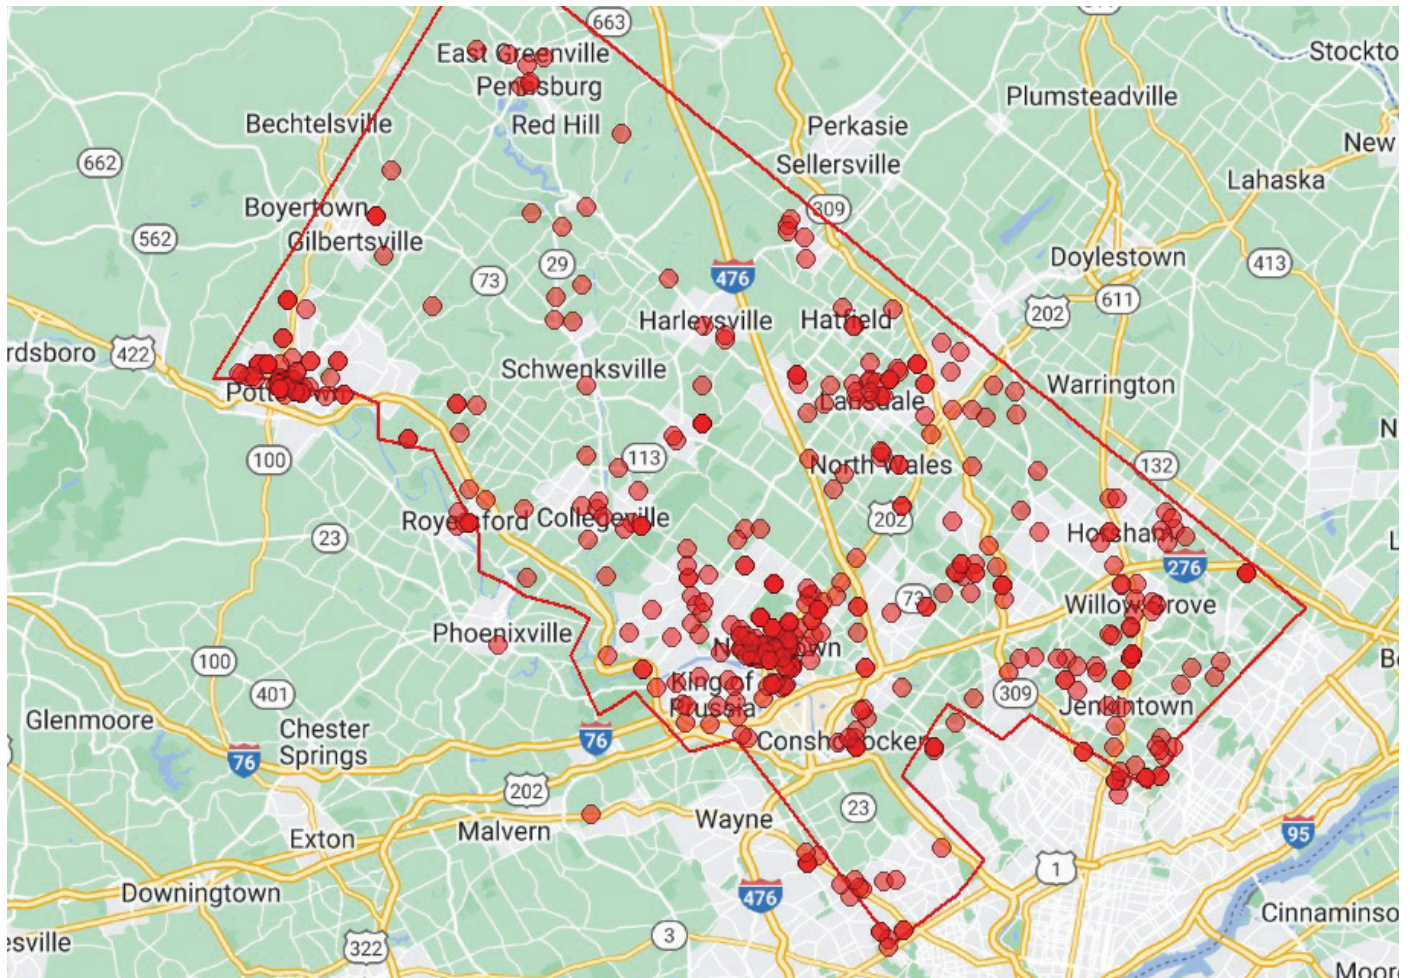 663
East Greenville
Stockto
Pennsburg
Plumsteadville
Bechtelsville
Red Hill
Perkasie
New
662
Sellersville
Lahaska
Boyertown
309
562
Gilbertsville
Doylestown
413
73
29
476
611
202
Harleysville
Hatfield
rdsboro
422
Schwenksville
Warrington
Pottstown
Lansdale
N
100
113
North Wales
132
Royersford
Collegeville
202
23
Horsham
L
276
73
Willow Grove
Phoenixville
Norristown
100
King of
Prussia
B
401
309
Glenmoore
Jenkintown
Chester
Springs
76
76
Conshohocken
202
23
Wayne
Malvern
Exton
95
1
Downingtown
476
Cinnaminso
esville
322
3
Moor